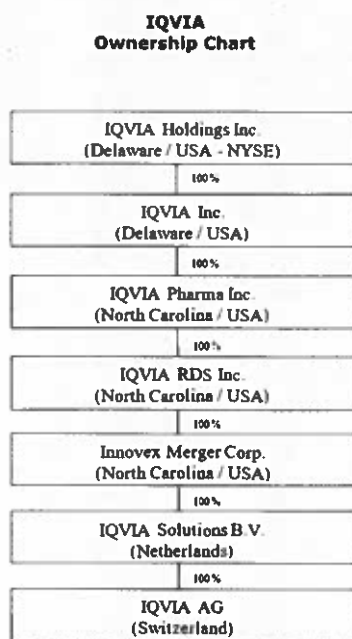 IQVIA
Ownership Chart
IQVIA Holdings Inc.
(Delaware / USA - NYSE)
100%
IQVIA Inc.
(Delaware / USA)
100%
IQVIA Pharma Inc.
(North Carolina / USA)
100%
IQVIA RDS Inc.
(North Carolina / USA)
100%
Innovex Merger Corp.
(North Carolina / USA)
100%
IQVIA Solutions B.V.
(Netherlands)
100%
IQVIA AG
(Switzerland)